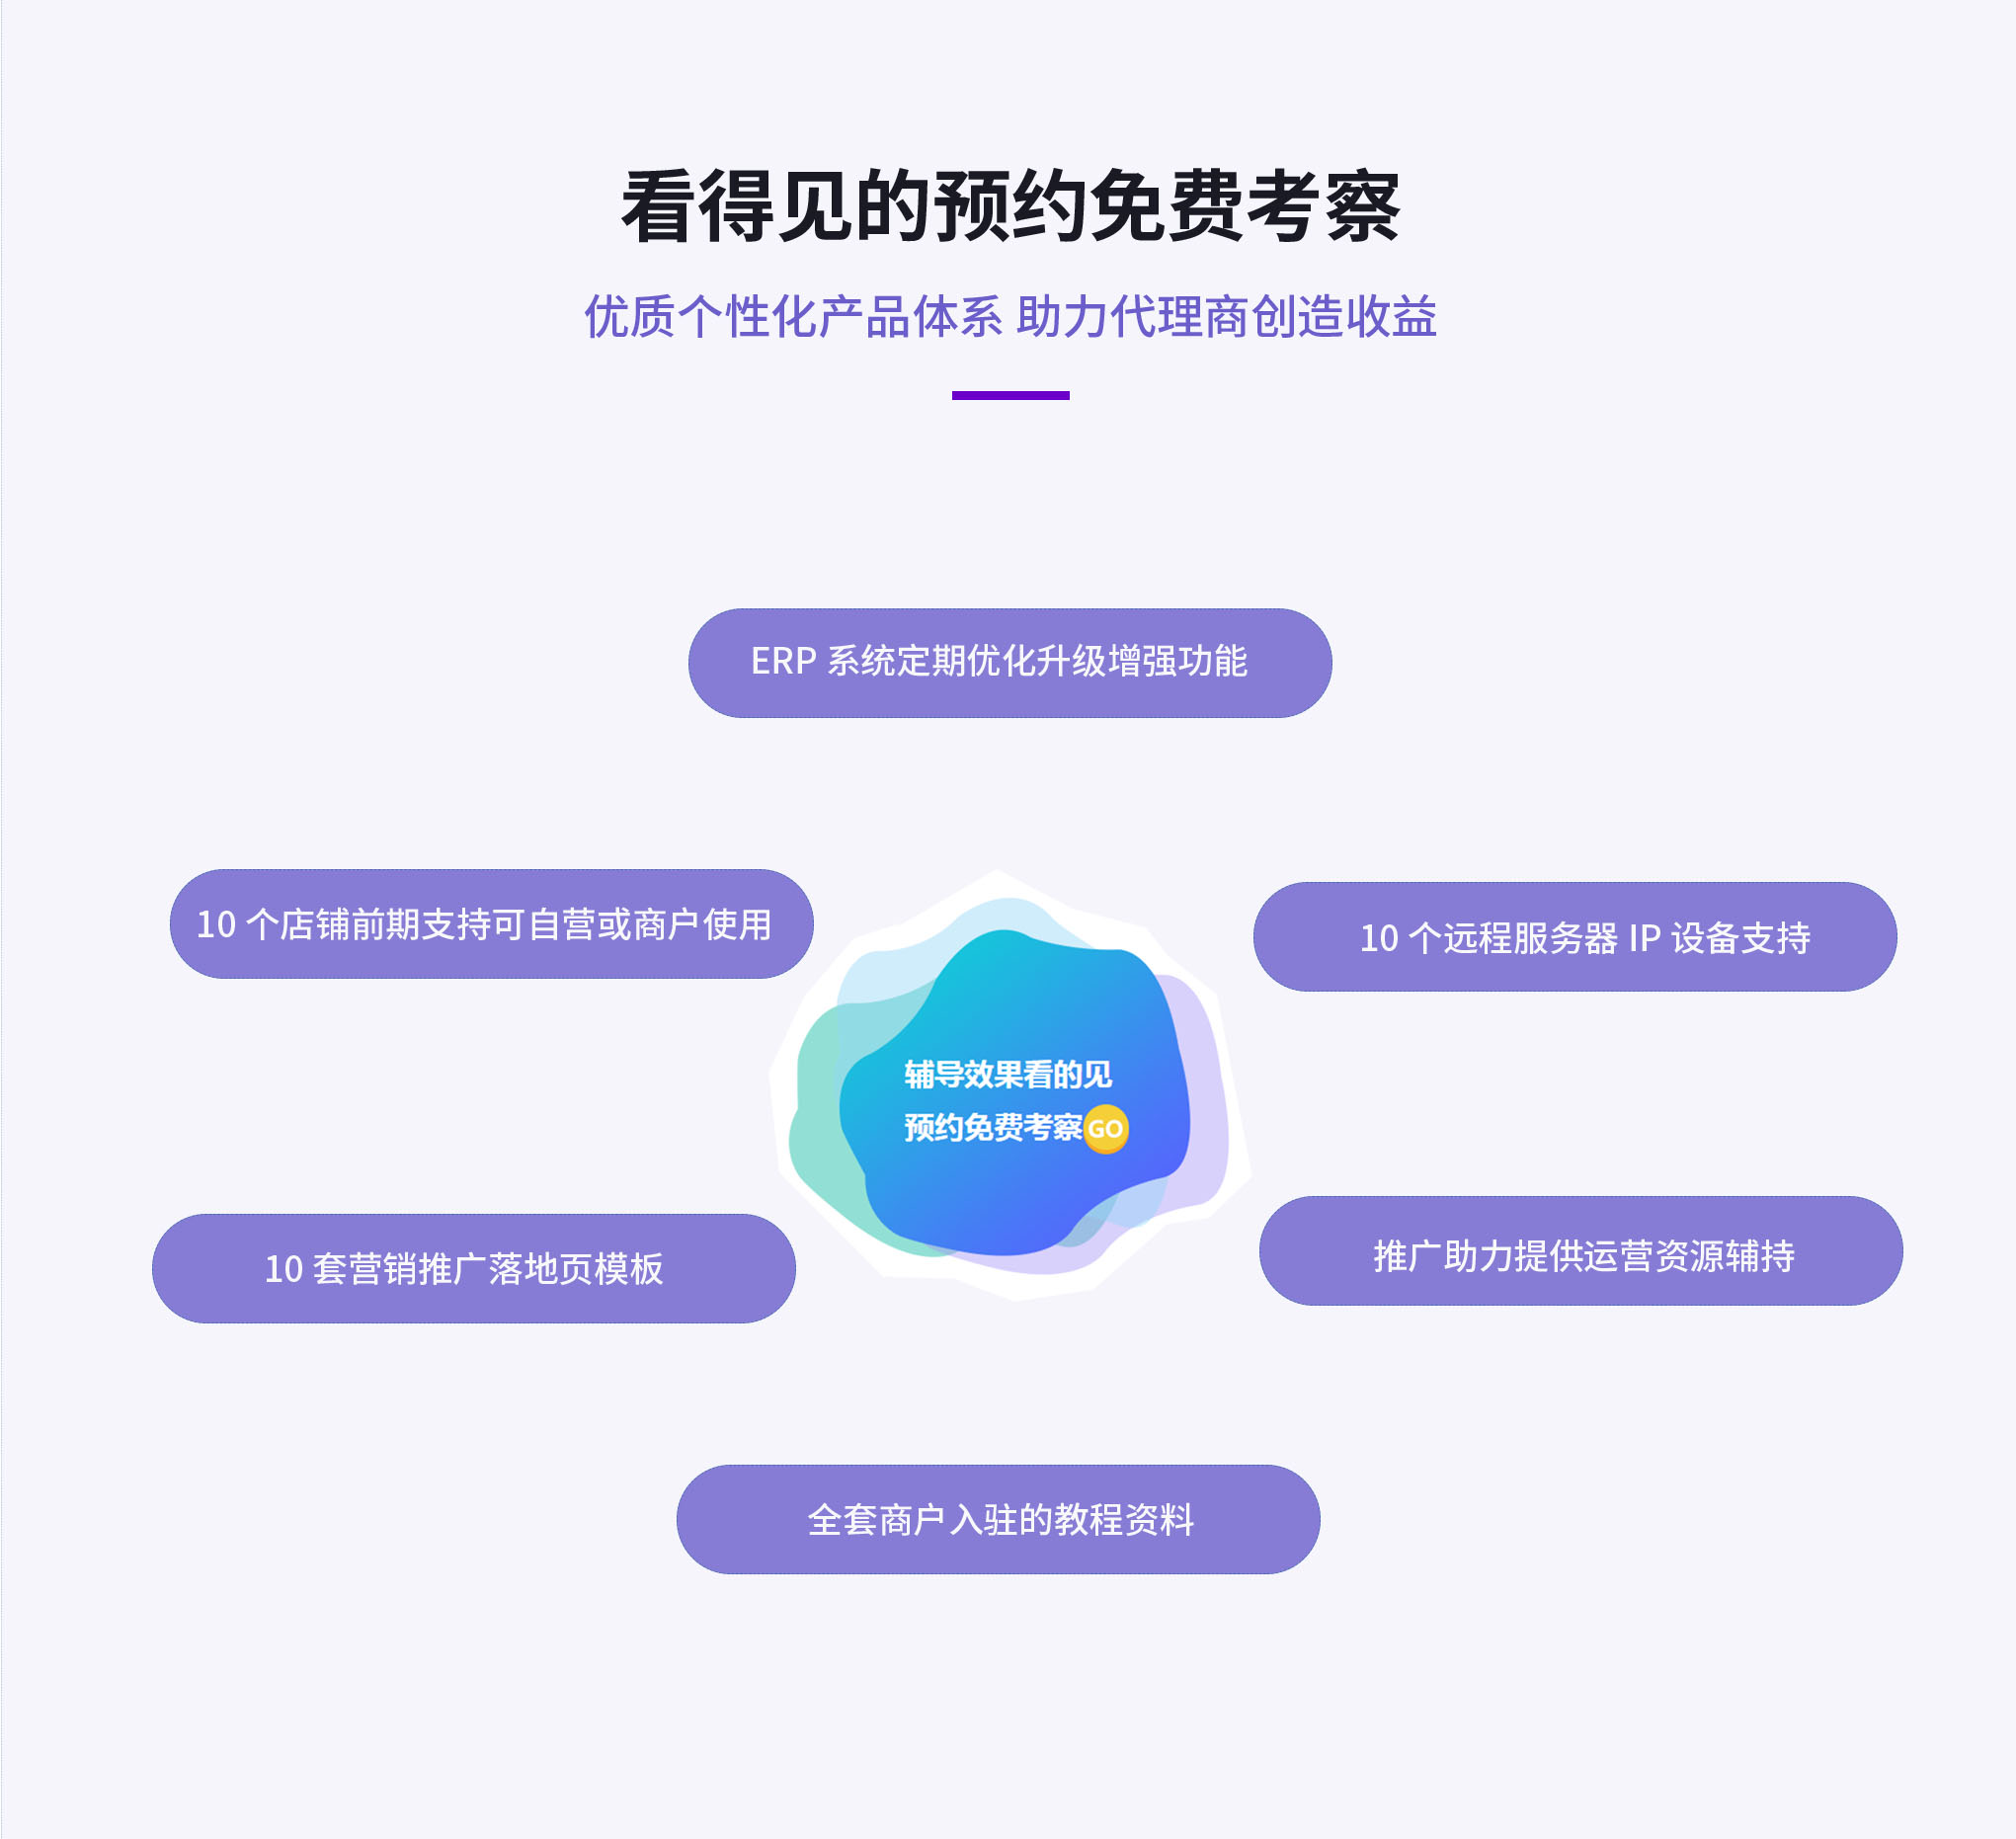 看得见的预约免费考察
优质个性化产品体系 助力代理商创造收益
ERP 系统定期优化升级增强功能
10 个店铺前期支持可自营或商户使用
10 个远程服务器 IP 设备支持
辅导效果看的见
预约免费考察GO
10 套营销推广落地页模板
推广助力提供运营资源辅持
全套商户入驻的教程资料